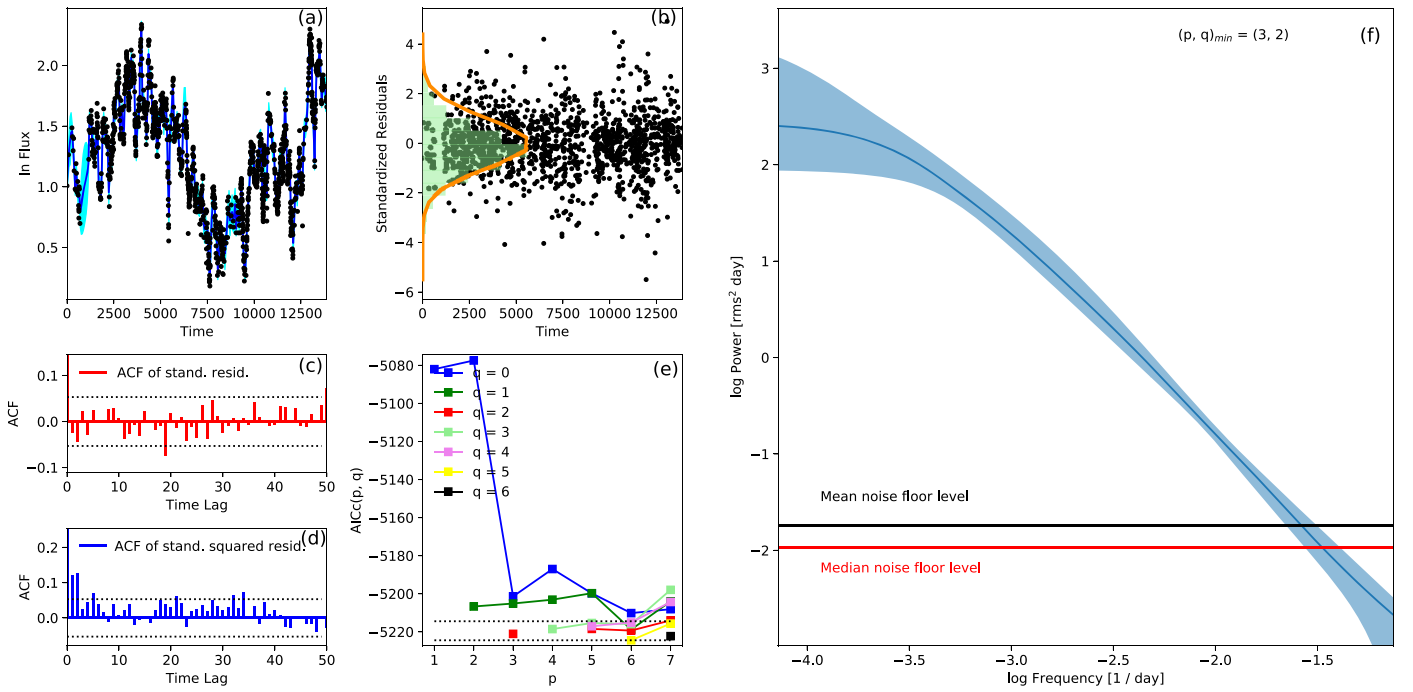 (a)
ln Flux
2.0
1.5
1.0
0.5
0 2500 5000 7500 10000 12500
Time
(b)
Standardized Residuals
4
2
0
−2
−4
−6
0 2500 5000 7500 10000 12500
Time
(c)
ACF of stand. resid.
ACF
0.1
0.0
−0.1
0 10 20 30 40 50
Time Lag
(d)
ACF of stand. squared resid.
ACF
0.2
0.1
0.0
0 10 20 30 40 50
Time Lag
(e)
AICc(p, q)
−5080
−5100
−5120
−5140
−5160
−5180
−5200
−5220
q = 0
q = 1
q = 2
q = 3
q = 4
q = 5
q = 6
1 2 3 4 5 6 7
p
(f)
(p, q)min = (3, 2)
log Power [rms² day]
3
2
1
0
−1
−2
Mean noise floor level
Median noise floor level
−4.0 −3.5 −3.0 −2.5 −2.0 −1.5
log Frequency [1 / day]